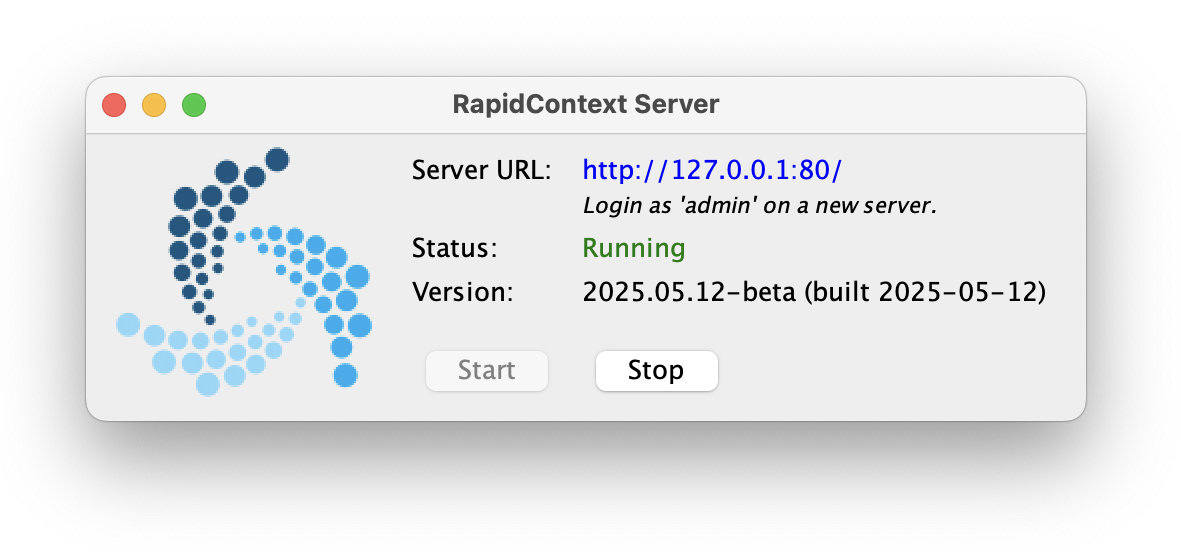 RapidContext Server
Server URL: http://127.0.0.1:80/
Login as 'admin' on a new server.
Status: Running
Version: 2025.05.12-beta (built 2025-05-12)
Start Stop